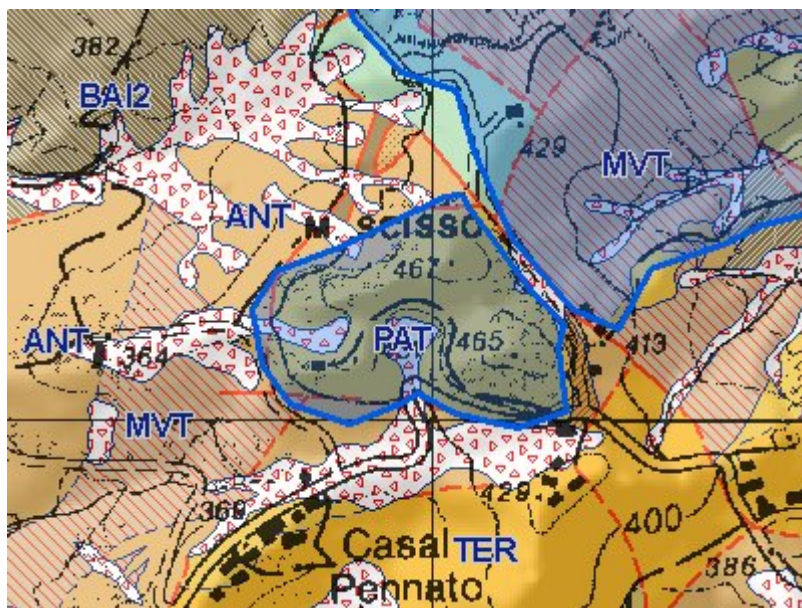 382
BAI2
429
MVT
ANT
M. SCISSO
467
ANT
364
PAT
465
413
MVT
369
429
400
Casal
TER
Pennato
386